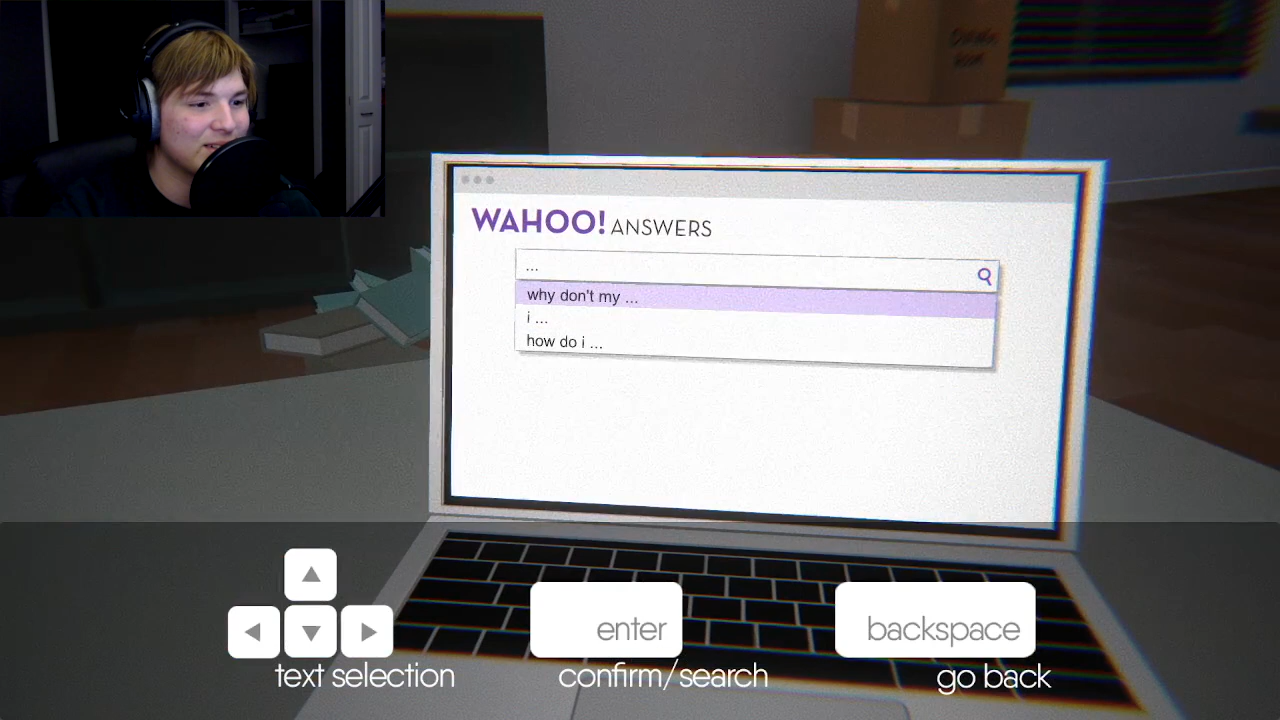 WAHOO! ANSWERS
...
why don't my ...
i ...
how do i ...
enter
backspace
text selection
confirm/search
go back